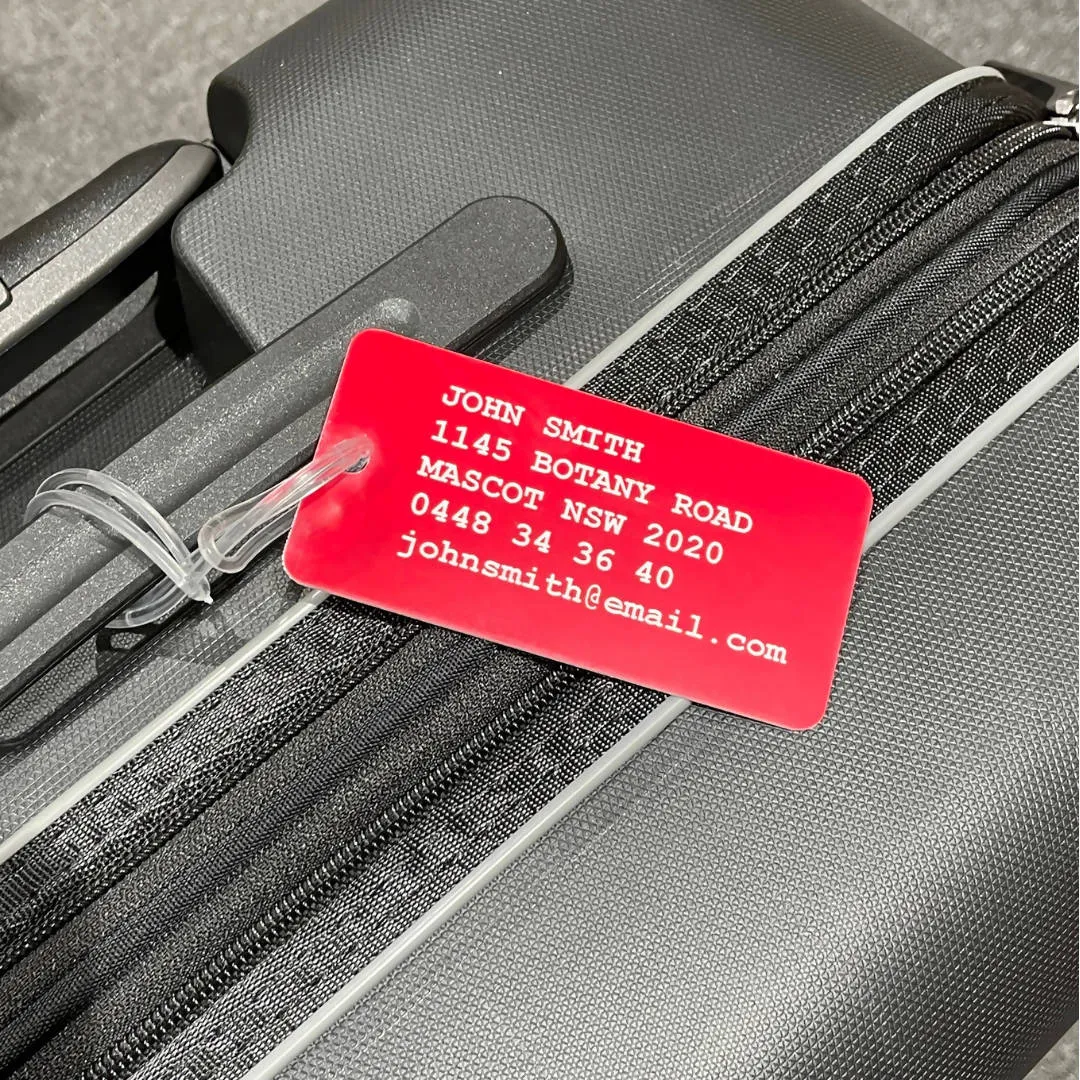 JOHN SMITH
1145 BOTANY ROAD
MASCOT NSW 2020
0448 34 36 40
johnsmith@email.com